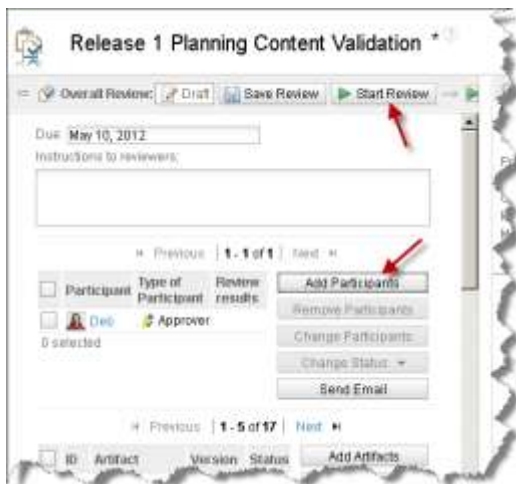 Release 1 Planning Content Validation *
Overall Review: Draft Save Review Start Review
Due May 10, 2012
Instructions to reviewers:
Previous 1 - 1 of 1 Next
Participant Type of Participant Review results
Add Participants
Deb Approver
Remove Participants
0 selected
Change Participants
Change Status
Send Email
Previous 1 - 5 of 17 Next
ID Artifact Version Status Add Artifacts